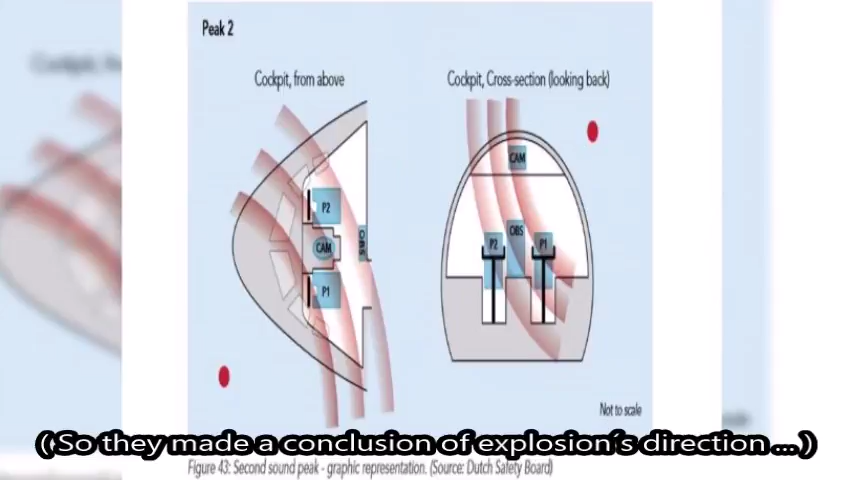 Peak 2
Cockpit, from above
Cockpit, Cross-section (looking back)
CAM
P2
OBS
CAM
P1
P2
OBS
P1
Not to scale
( So they made a conclusion of explosion´s direction ... )
Figure 43: Second sound peak - graphic representation. (Source: Dutch Safety Board)